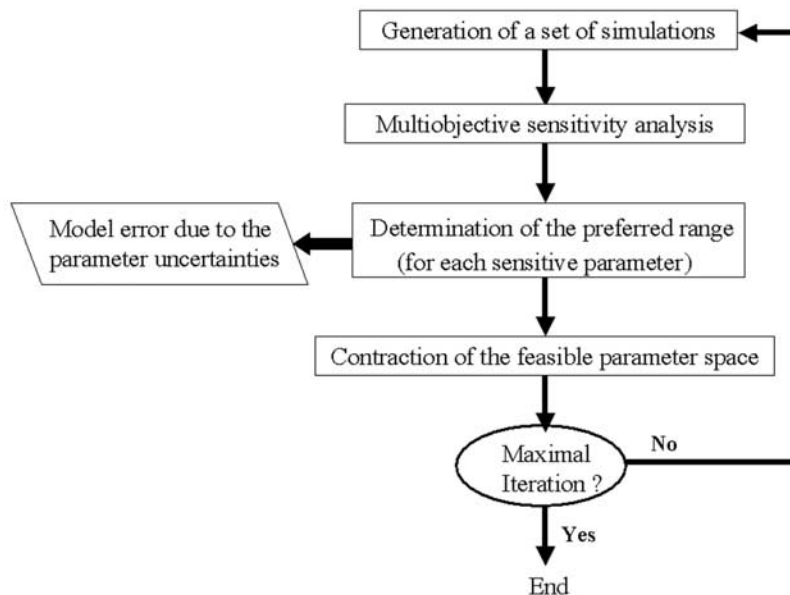 Generation of a set of simulations
Multiobjective sensitivity analysis
Model error due to the
parameter uncertainties
Determination of the preferred range
(for each sensitive parameter)
Contraction of the feasible parameter space
Maximal
Iteration ?
No
Yes
End